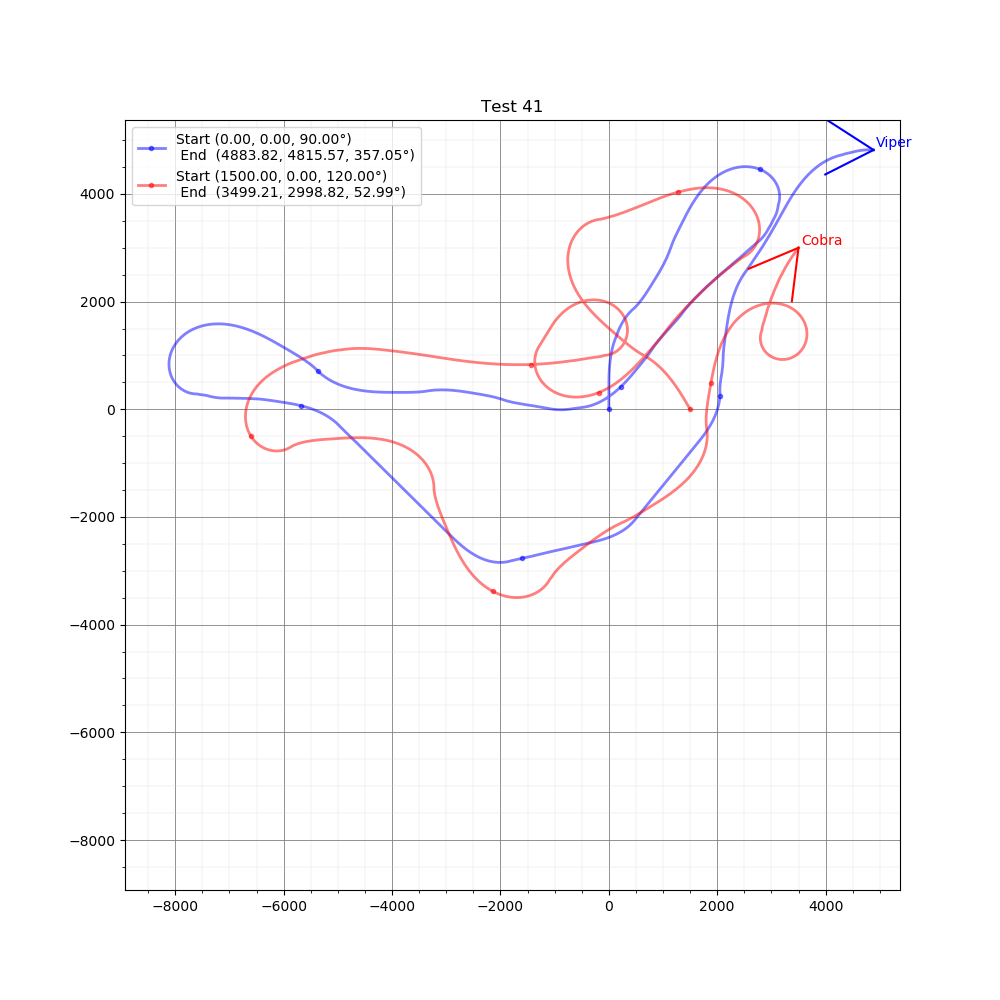 Test 41
Start (0.00, 0.00, 90.00°)
End (4883.82, 4815.57, 357.05°)
Start (1500.00, 0.00, 120.00°)
End (3499.21, 2998.82, 52.99°)
Viper
Cobra
4000
2000
0
−2000
−4000
−6000
−8000
−8000 −6000 −4000 −2000 0 2000 4000